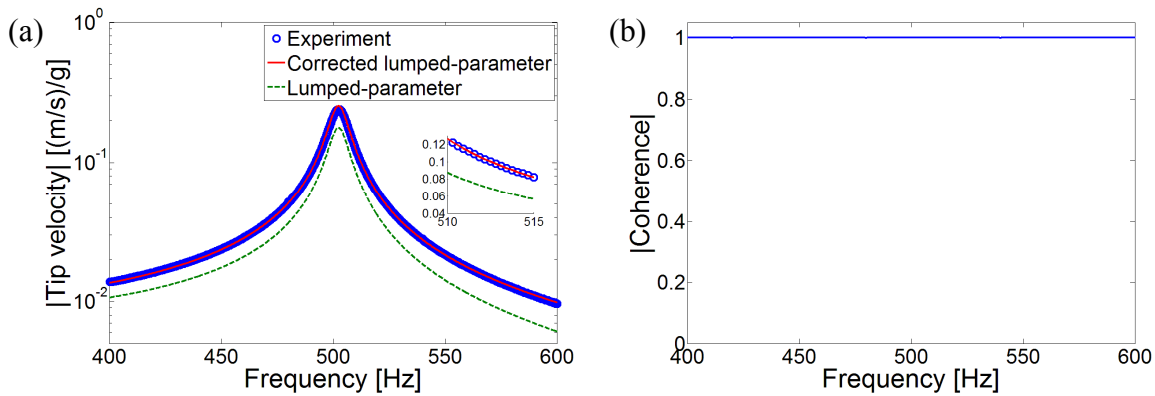 (a)
10^0
10^-1
10^-2
|Tip velocity| [(m/s)/g]
Experiment
Corrected lumped-parameter
Lumped-parameter
0.12
0.1
0.08
0.06
0.04
510 515
400 450 500 550 600
Frequency [Hz]
(b)
1
0.8
0.6
0.4
0.2
0
|Coherence|
400 450 500 550 600
Frequency [Hz]